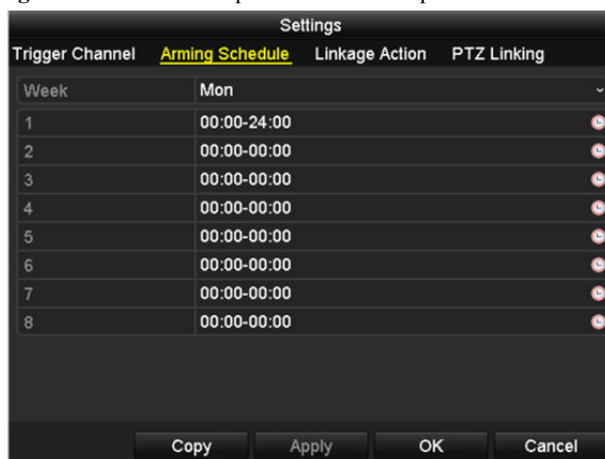 Settings
Trigger Channel Arming Schedule Linkage Action PTZ Linking
Week Mon
1 00:00-24:00
2 00:00-00:00
3 00:00-00:00
4 00:00-00:00
5 00:00-00:00
6 00:00-00:00
7 00:00-00:00
8 00:00-00:00
Copy Apply OK Cancel